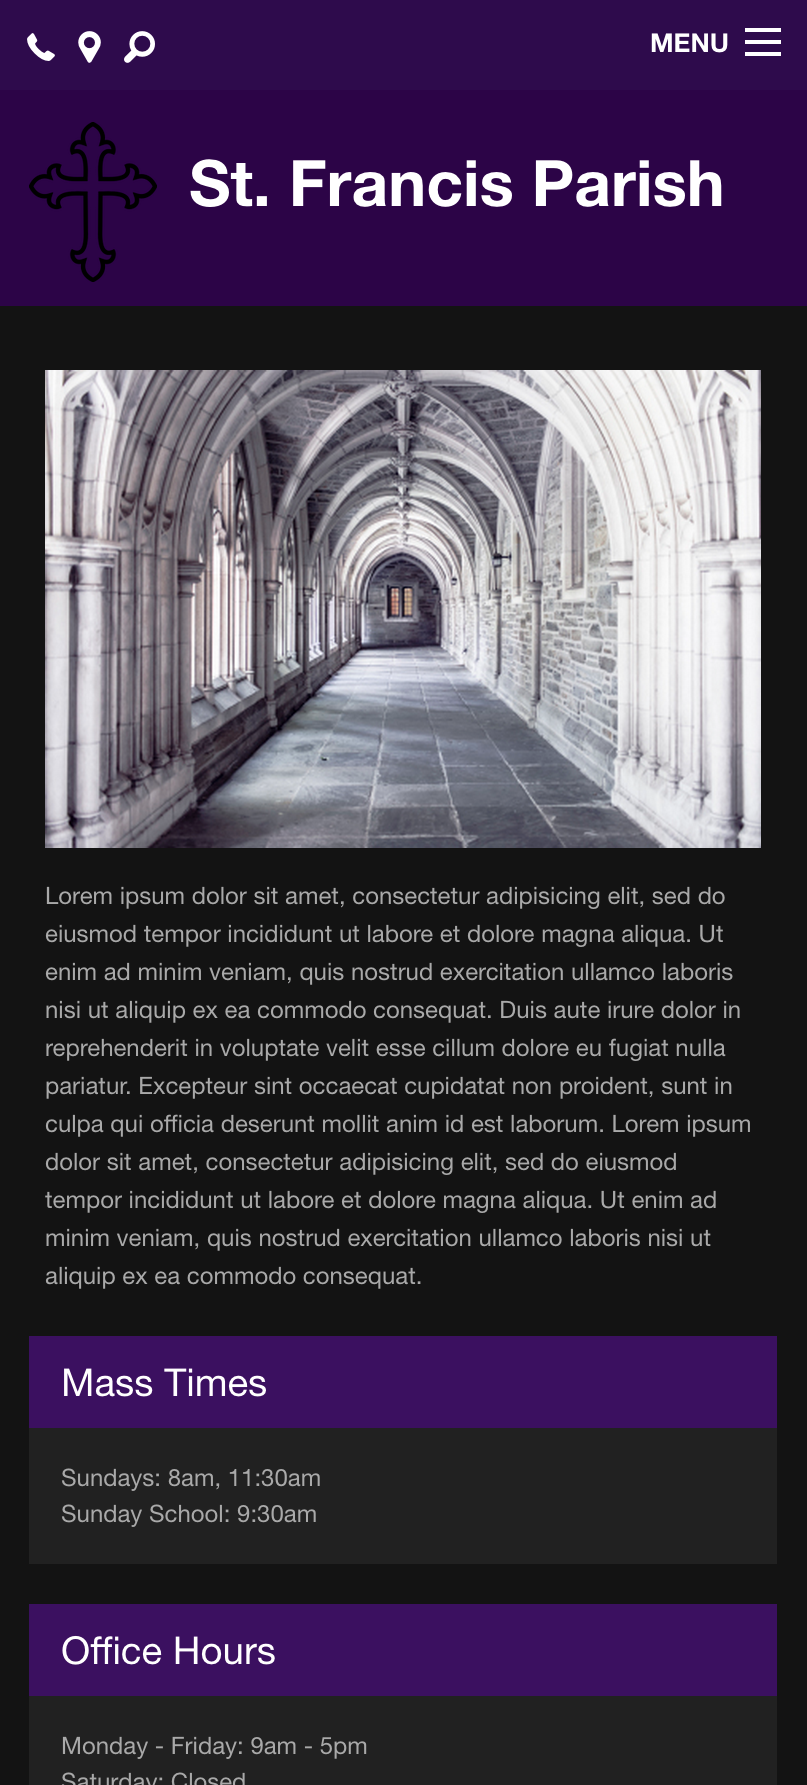 MENU
St. Francis Parish
Lorem ipsum dolor sit amet, consectetur adipisicing elit, sed do
eiusmod tempor incididunt ut labore et dolore magna aliqua. Ut
enim ad minim veniam, quis nostrud exercitation ullamco laboris
nisi ut aliquip ex ea commodo consequat. Duis aute irure dolor in
reprehenderit in voluptate velit esse cillum dolore eu fugiat nulla
pariatur. Excepteur sint occaecat cupidatat non proident, sunt in
culpa qui officia deserunt mollit anim id est laborum. Lorem ipsum
dolor sit amet, consectetur adipisicing elit, sed do eiusmod
tempor incididunt ut labore et dolore magna aliqua. Ut enim ad
minim veniam, quis nostrud exercitation ullamco laboris nisi ut
aliquip ex ea commodo consequat.
Mass Times
Sundays: 8am, 11:30am
Sunday School: 9:30am
Office Hours
Monday - Friday: 9am - 5pm
Saturday: Closed